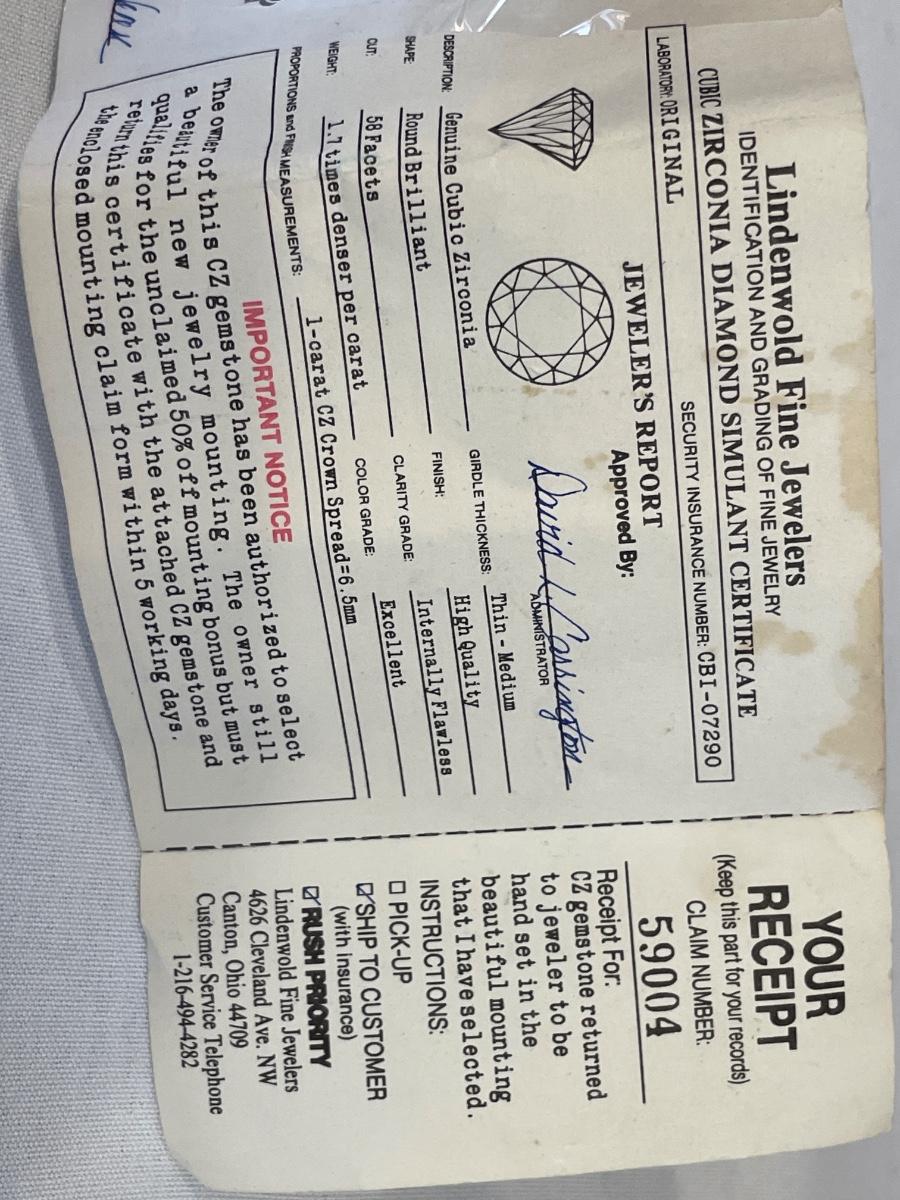 Lindenwold Fine Jewelers
IDENTIFICATION AND GRADING OF FINE JEWELRY
CUBIC ZIRCONIA DIAMOND SIMULANT CERTIFICATE
LABORATORY: ORIGINAL SECURITY INSURANCE NUMBER: CBI-07290
JEWELER'S REPORT
Approved By:
David L. Cassington
ADMINISTRATOR
DESCRIPTION: Genuine Cubic Zirconia
SHAPE: Round Brilliant
CUT: 58 Facets
WEIGHT: 1.7 times denser per carat
GIRDLE THICKNESS: Thin - Medium
FINISH: High Quality
CLARITY GRADE: Internally Flawless
COLOR GRADE: Excellent
PROPORTIONS and FINISH MEASUREMENTS: 1-carat CZ Crown Spread=6.5mm
IMPORTANT NOTICE
The owner of this CZ gemstone has been authorized to select
a beautiful new jewelry mounting. The owner still
qualifies for the unclaimed 50% off mounting bonus but must
return this certificate with the attached CZ gemstone and
the enclosed mounting claim form within 5 working days.
YOUR
RECEIPT
(Keep this part for your records)
CLAIM NUMBER:
59004
Receipt For:
CZ gemstone returned
to jeweler to be
hand set in the
beautiful mounting
that I have selected.
INSTRUCTIONS:
☐ PICK-UP
☑ SHIP TO CUSTOMER
(with insurance)
☑ RUSH PRIORITY
Lindenwold Fine Jewelers
4626 Cleveland Ave. NW
Canton, Ohio 44709
Customer Service Telephone
1-216-494-4282